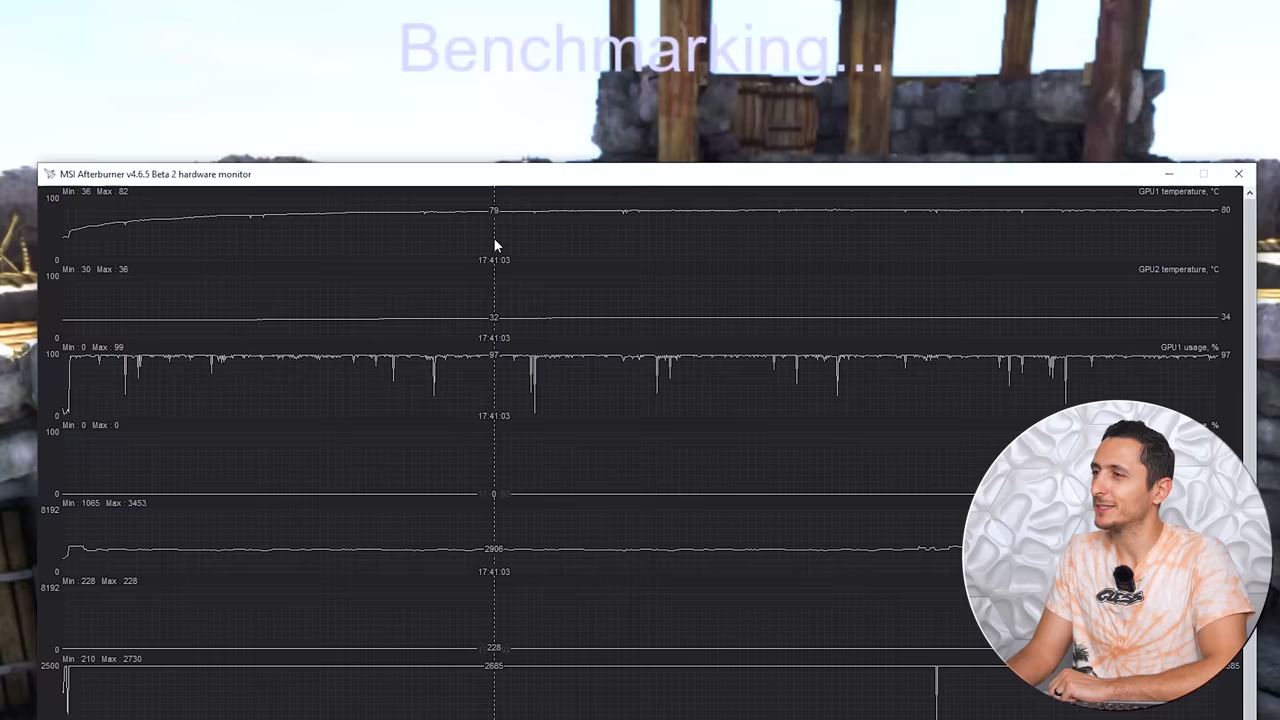 Benchmarking...
MSI Afterburner v4.6.5 Beta 2 hardware monitor
Min : 36 Max : 82
GPU1 temperature, °C
100
79
80
17:41:03
0
Min : 30 Max : 36
GPU2 temperature, °C
100
32
34
17:41:03
0
Min : 0 Max : 99
GPU1 usage, %
100
97
97
17:41:03
0
Min : 0 Max : 0
%
100
0
0
Min : 1065 Max : 3453
8192
2908
17:41:03
0
Min : 228 Max : 228
8192
228
0
Min : 210 Max : 2730
2500
2685
GUESS